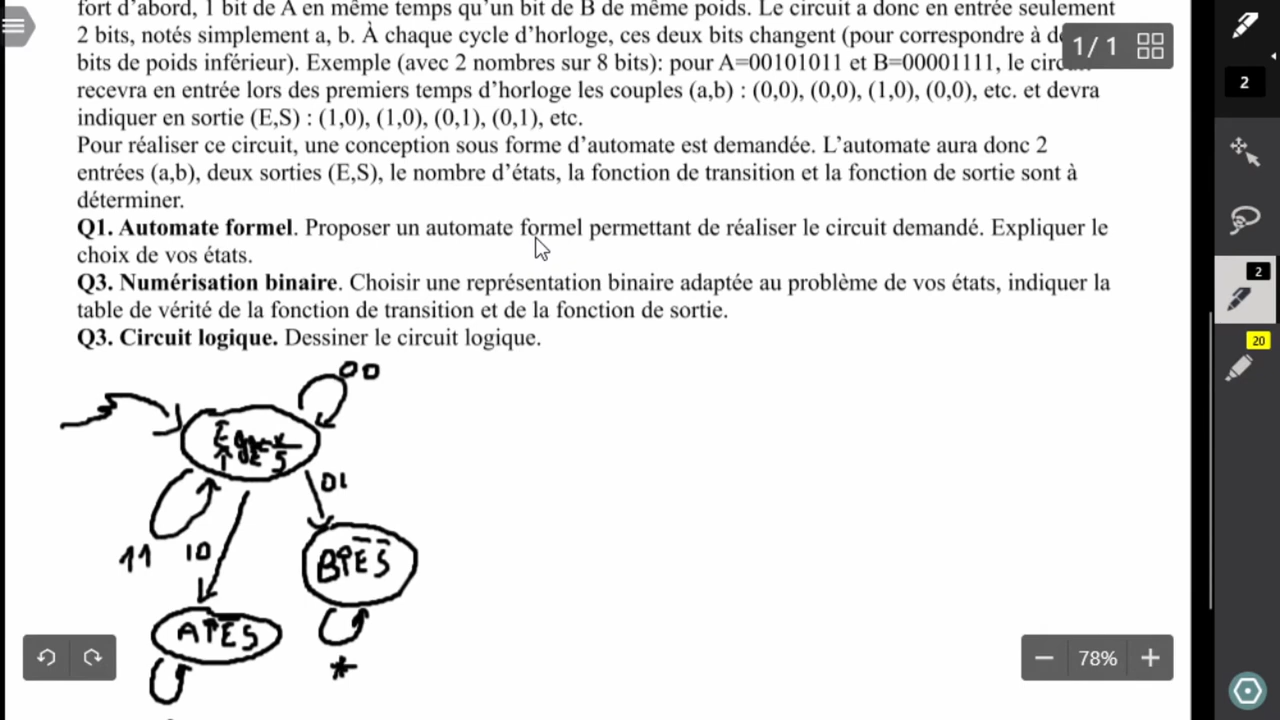 fort d'abord, 1 bit de A en même temps qu'un bit de B de même poids. Le circuit a donc en entrée seulement
2 bits, notés simplement a, b. À chaque cycle d'horloge, ces deux bits changent (pour correspondre à
bits de poids inférieur). Exemple (avec 2 nombres sur 8 bits): pour A=00101011 et B=00001111, le
recevra en entrée lors des premiers temps d'horloge les couples (a,b) : (0,0), (0,0), (1,0), (0,0), etc. et devra
indiquer en sortie (E,S) : (1,0), (1,0), (0,1), (0,1), etc.
Pour réaliser ce circuit, une conception sous forme d'automate est demandée. L'automate aura donc 2
entrées (a,b), deux sorties (E,S), le nombre d'états, la fonction de transition et la fonction de sortie sont à
déterminer.
Q1. Automate formel. Proposer un automate formel permettant de réaliser le circuit demandé. Expliquer le
choix de vos états.
Q3. Numérisation binaire. Choisir une représentation binaire adaptée au problème de vos états, indiquer la
table de vérité de la fonction de transition et de la fonction de sortie.
Q3. Circuit logique. Dessiner le circuit logique.
1/1
2
2
20
00
01
11
10
*
78%